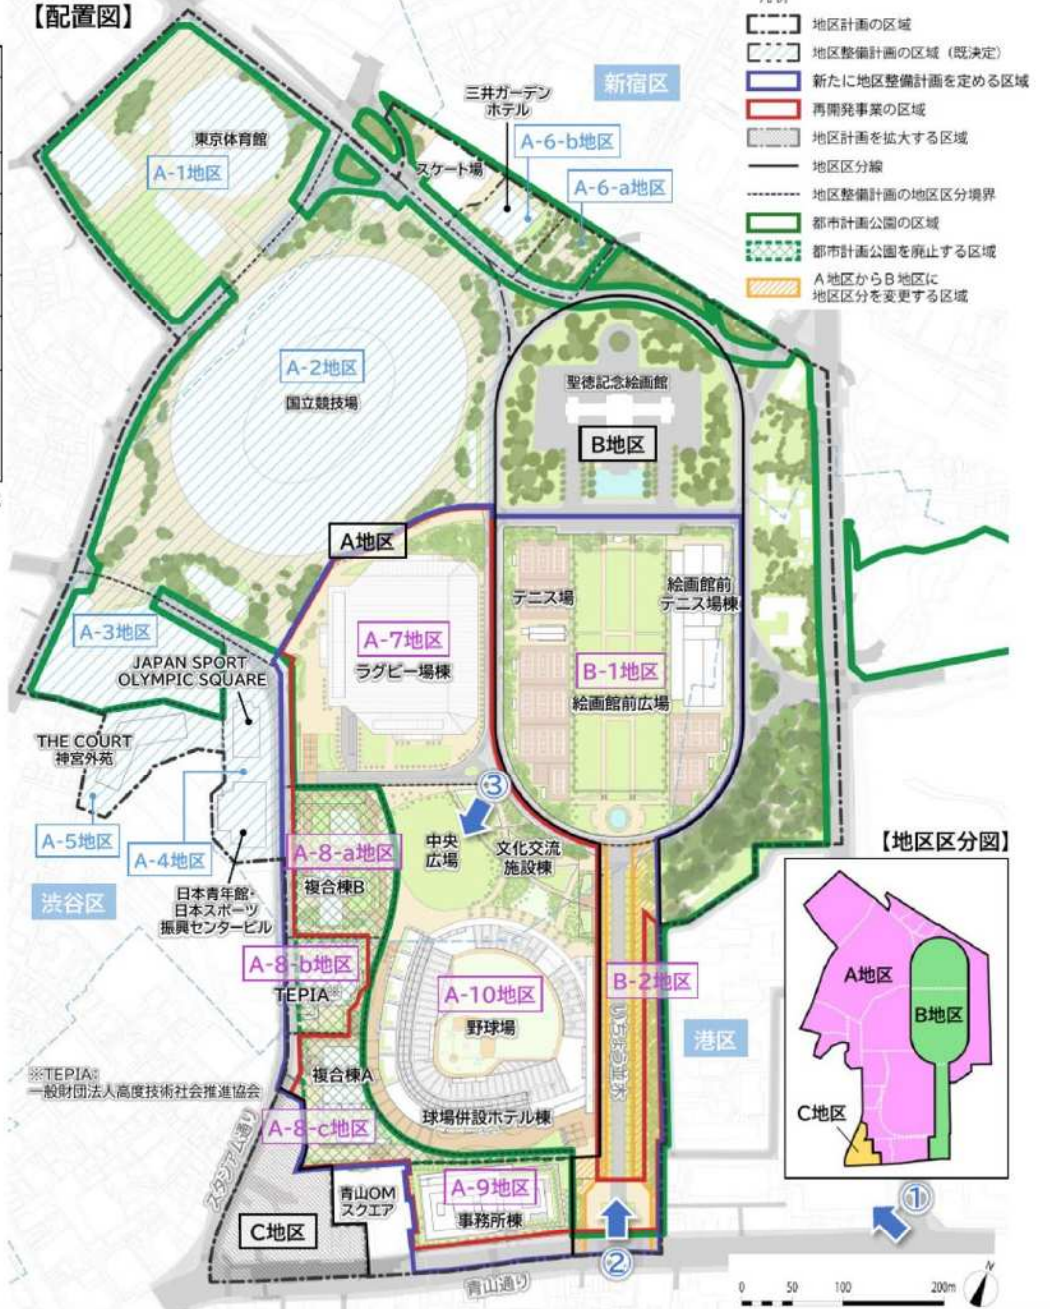 【配置図】
地区計画の区域
地区整備計画の区域（既決定）
新たに地区整備計画を定める区域
再開発事業の区域
地区計画を拡大する区域
地区区分線
地区整備計画の地区区分境界
都市計画公園の区域
都市計画公園を廃止する区域
A地区からB地区に
地区区分を変更する区域
新宿区
三井ガーデン
ホテル
A-6-b地区
東京体育館
A-1地区
スケート場
A-6-a地区
A-2地区
国立競技場
聖徳記念絵画館
B地区
A地区
テニス場
絵画館前
テニス場棟
A-3地区
A-7地区
ラグビー場棟
JAPAN SPORT
OLYMPIC SQUARE
B-1地区
絵画館前広場
THE COURT
神宮外苑
③
A-5地区
A-4地区
A-8-a地区
複合棟B
中央
広場
文化交流
施設棟
渋谷区
日本青年館・
日本スポーツ
振興センタービル
A-8-b地区
TEPIA※
A-10地区
野球場
B-2地区
いちょう並木
港区
※TEPIA:
一般財団法人高度技術社会推進協会
複合棟A
A-8-c地区
球場併設ホテル棟
スタジアム通り
青山OM
スクエア
A-9地区
事務所棟
C地区
②
青山通り
【地区区分図】
A地区
B地区
C地区
①
0 50 100 200m
N